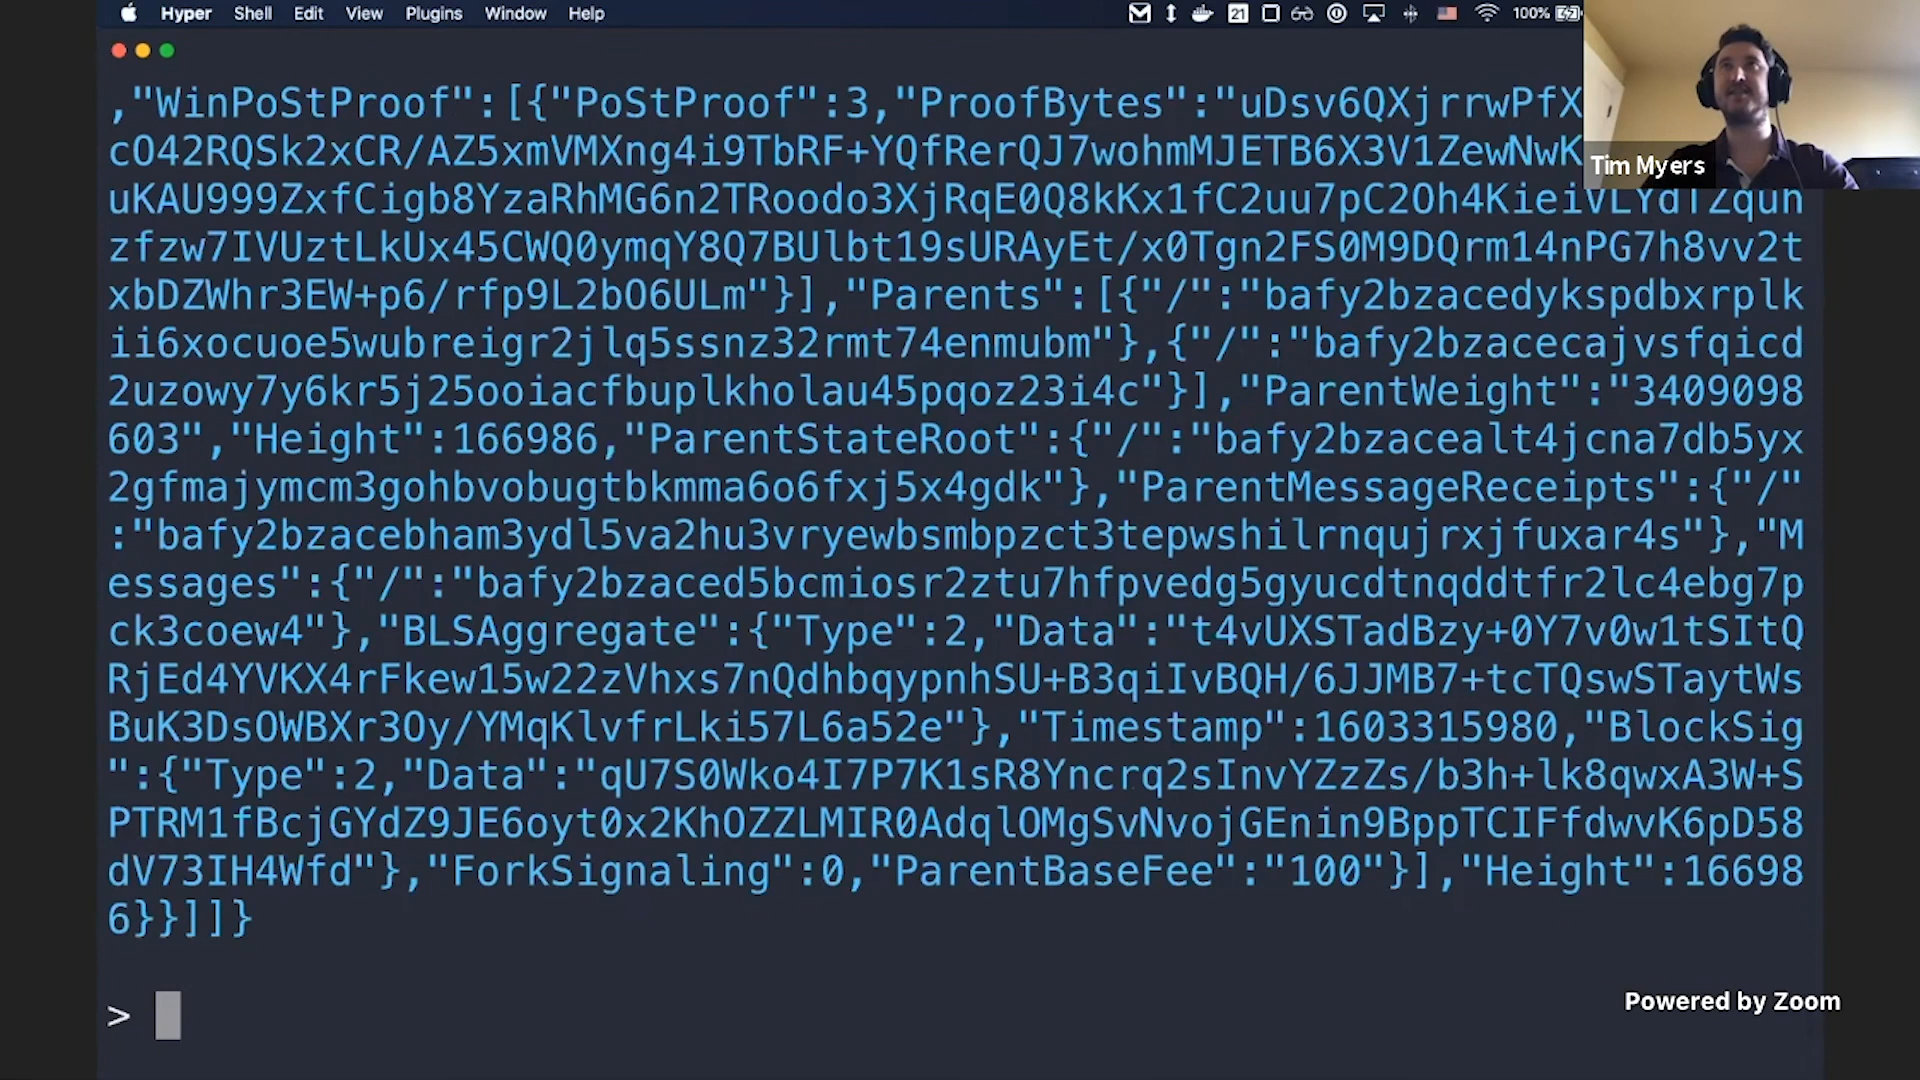 Hyper Shell Edit View Plugins Window Help 21 100%
,"WinPoStProof":[{"PoStProof":3,"ProofBytes":"uDsv6QXjrrwPfX
cO42RQSk2xCR/AZ5xmVMXng4i9TbRF+YQfRerQJ7wohmMJETB6X3V1ZewNwK
Tim Myers
uKAU999ZxfCigb8YzaRhMG6n2TRoodo3XjRqE0Q8kKx1fC2uu7pC2Oh4KieiVLYdTZquh
zfzw7IVUztLkUx45CWQ0ymqY8Q7BUlbt19sURAyEt/x0Tgn2FS0M9DQrm14nPG7h8vv2t
xbDZWhr3EW+p6/rfp9L2bO6ULm"}],"Parents":[{"/":"bafy2bzacedykspdbxrplk
ii6xocuoe5wubreigr2jlq5ssnz32rmt74enmubm"},{"/":"bafy2bzacecajvsfqicd
2uzowy7y6kr5j25ooiacfbuplkholau45pqoz23i4c"}],"ParentWeight":"3409098
603","Height":166986,"ParentStateRoot":{"/":"bafy2bzacealt4jcna7db5yx
2gfmajymcm3gohbvobugtbkmma6o6fxj5x4gdk"},"ParentMessageReceipts":{"/"
:"bafy2bzacebham3ydl5va2hu3vryewbsmbpzct3tepwshilrnqujrxjfuxar4s"},"M
essages":{"/":"bafy2bzaced5bcmiosr2ztu7hfpvedg5gyucdtnqddtfr2lc4ebg7p
ck3coew4"},"BLSAggregate":{"Type":2,"Data":"t4vUXSTadBzy+0Y7v0w1tSItQ
RjEd4YVKX4rFkew15w22zVhxs7nQdhbqypnhSU+B3qiIvBQH/6JJMB7+tcTQswSTaytWs
BuK3DsOWBXr3Oy/YMqKlvfrLki57L6a52e"},"Timestamp":1603315980,"BlockSig
":{"Type":2,"Data":"qU7S0Wko4I7P7K1sR8Yncrq2sInvYZzZs/b3h+lk8qwxA3W+S
PTRM1fBcjGYdZ9JE6oyt0x2KhOZZLMIR0AdqlOMgSvNvojGEnin9BppTCIFfdwvK6pD58
dV73IH4Wfd"},"ForkSignaling":0,"ParentBaseFee":"100"}],"Height":16698
6}}]]}
>
Powered by Zoom